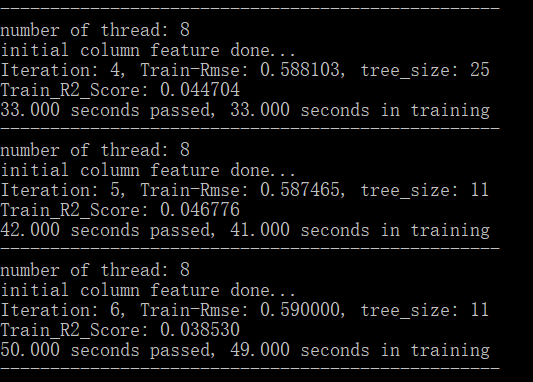 --------------------------------------------------
number of thread: 8
initial column feature done...
Iteration: 4, Train-Rmse: 0.588103, tree_size: 25
Train_R2_Score: 0.044704
33.000 seconds passed, 33.000 seconds in training
--------------------------------------------------
number of thread: 8
initial column feature done...
Iteration: 5, Train-Rmse: 0.587465, tree_size: 11
Train_R2_Score: 0.046776
42.000 seconds passed, 41.000 seconds in training
--------------------------------------------------
number of thread: 8
initial column feature done...
Iteration: 6, Train-Rmse: 0.590000, tree_size: 11
Train_R2_Score: 0.038530
50.000 seconds passed, 49.000 seconds in training
--------------------------------------------------